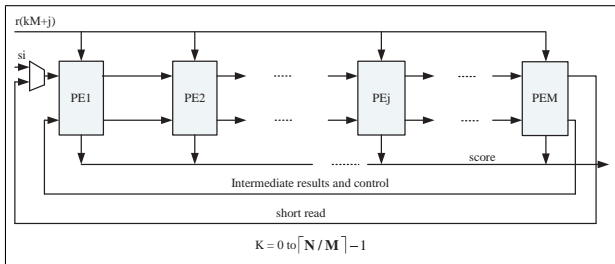 r(kM+j)
si
PE1 PE2 ..... PEj ..... PEM
..... .....
....... score
Intermediate results and control
short read
K = 0 to ⌈N / M⌉ − 1